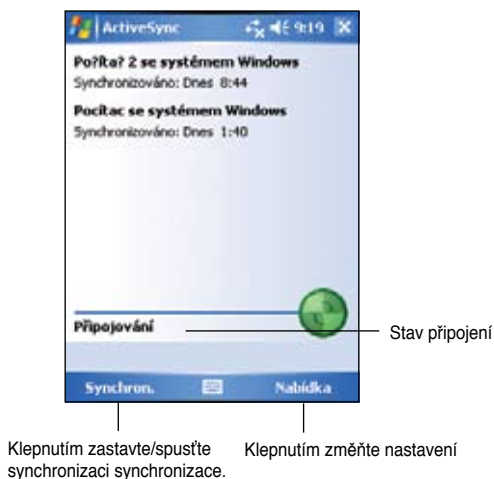 ActiveSync 9:19
Po?íta? 2 se systémem Windows
Synchronizováno: Dnes 8:44
Pocítac se systémem Windows
Synchronizováno: Dnes 1:40
Připojování
Stav připojení
Synchron. Nabídka
Klepnutím zastavte/spusťte
synchronizaci synchronizace.
Klepnutím změňte nastavení